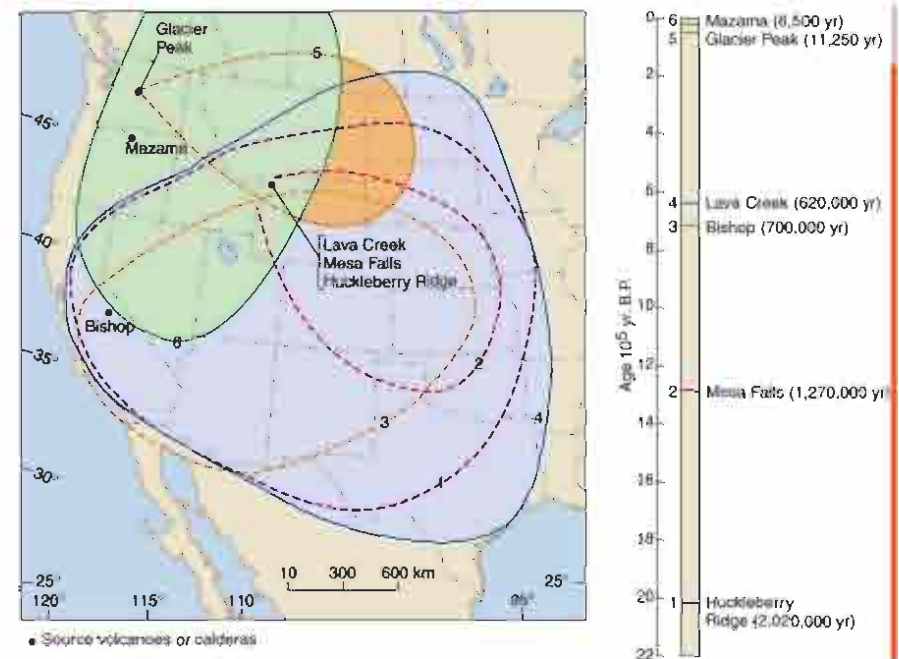 Glacier
Peak
5
45°
Mazama
40
Lava Creek
Mesa Falls
Huckleberry Ridge
Bishop
6
35°
2
3
4
30°
1
10 300 600 km
25°
25°
120° 115° 110°
• Source volcanoes or calderas
Age 10⁵ yr. B.P.
0
2
4
6
8
10
12
14
16
18
20
22
6 Mazama (6,500 yr)
5 Glacier Peak (11,250 yr)
4 Lava Creek (620,000 yr)
3 Bishop (700,000 yr)
2 Mesa Falls (1,270,000 yr)
1 Huckleberry
Ridge (2,020,000 yr)